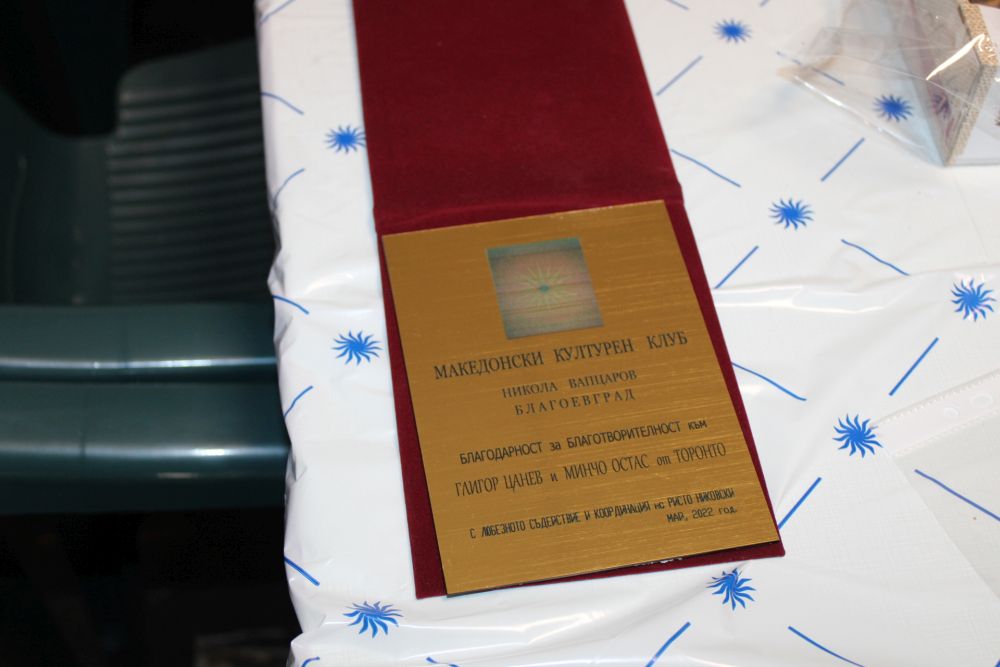 МАКЕДОНСКИ КУЛТУРЕН КЛУБ
НИКОЛА ВАПЦАРОВ
БЛАГОЕВГРАД
БЛАГОДАРНОСТ за БЛАГОТВОРИТЕЛНОСТ към
ГЛИГОР ЦАНЕВ и МИНЧО ОСТАС от ТОРОНТО
С ЛЮБЕЗНОТО СЪДЕЙСТВИЕ И КООРДИНАЦИЯ на РИСТО НИКОВСКИ
МАЙ, 2022 год.